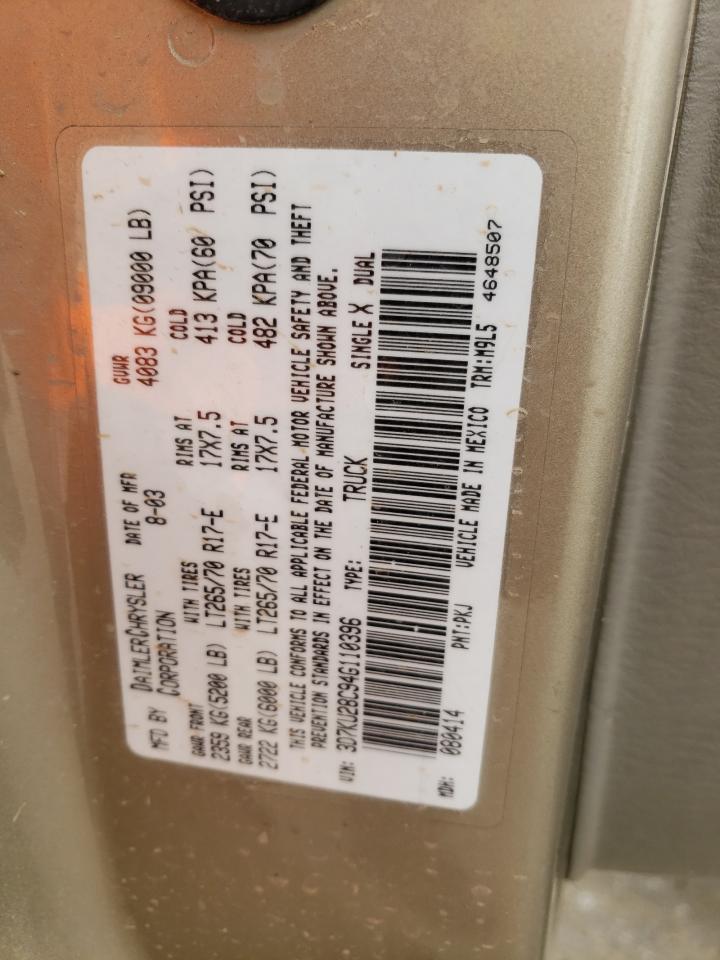 MFD BY DAIMLERCHRYSLER CORPORATION DATE OF MFR 8-03 GVWR 4083 KG(09000 LB)
GAWR FRONT WITH TIRES RIMS AT COLD
2359 KG(5200 LB) LT265/70 R17-E 17X7.5 413 KPA(60 PSI)
GAWR REAR WITH TIRES RIMS AT COLD
2722 KG(6000 LB) LT265/70 R17-E 17X7.5 482 KPA(70 PSI)
THIS VEHICLE CONFORMS TO ALL APPLICABLE FEDERAL MOTOR VEHICLE SAFETY AND THEFT
PREVENTION STANDARDS IN EFFECT ON THE DATE OF MANUFACTURE SHOWN ABOVE.
VIN: 3D7KU28C94G110396 TYPE: TRUCK SINGLE X DUAL
MDH: 080414 PNT:PKJ VEHICLE MADE IN MEXICO TRM:M9L5 4648507